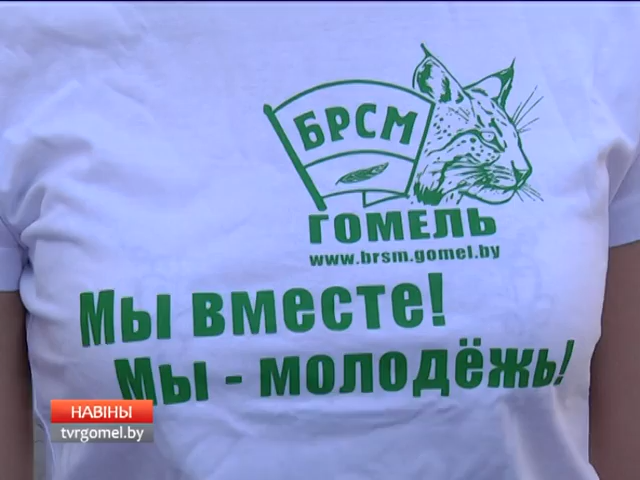 БРСМ
ГОМЕЛЬ
www.brsm.gomel.by
Мы вместе!
Мы - молодёжь!
НАВІНЫ
tvrgomel.by